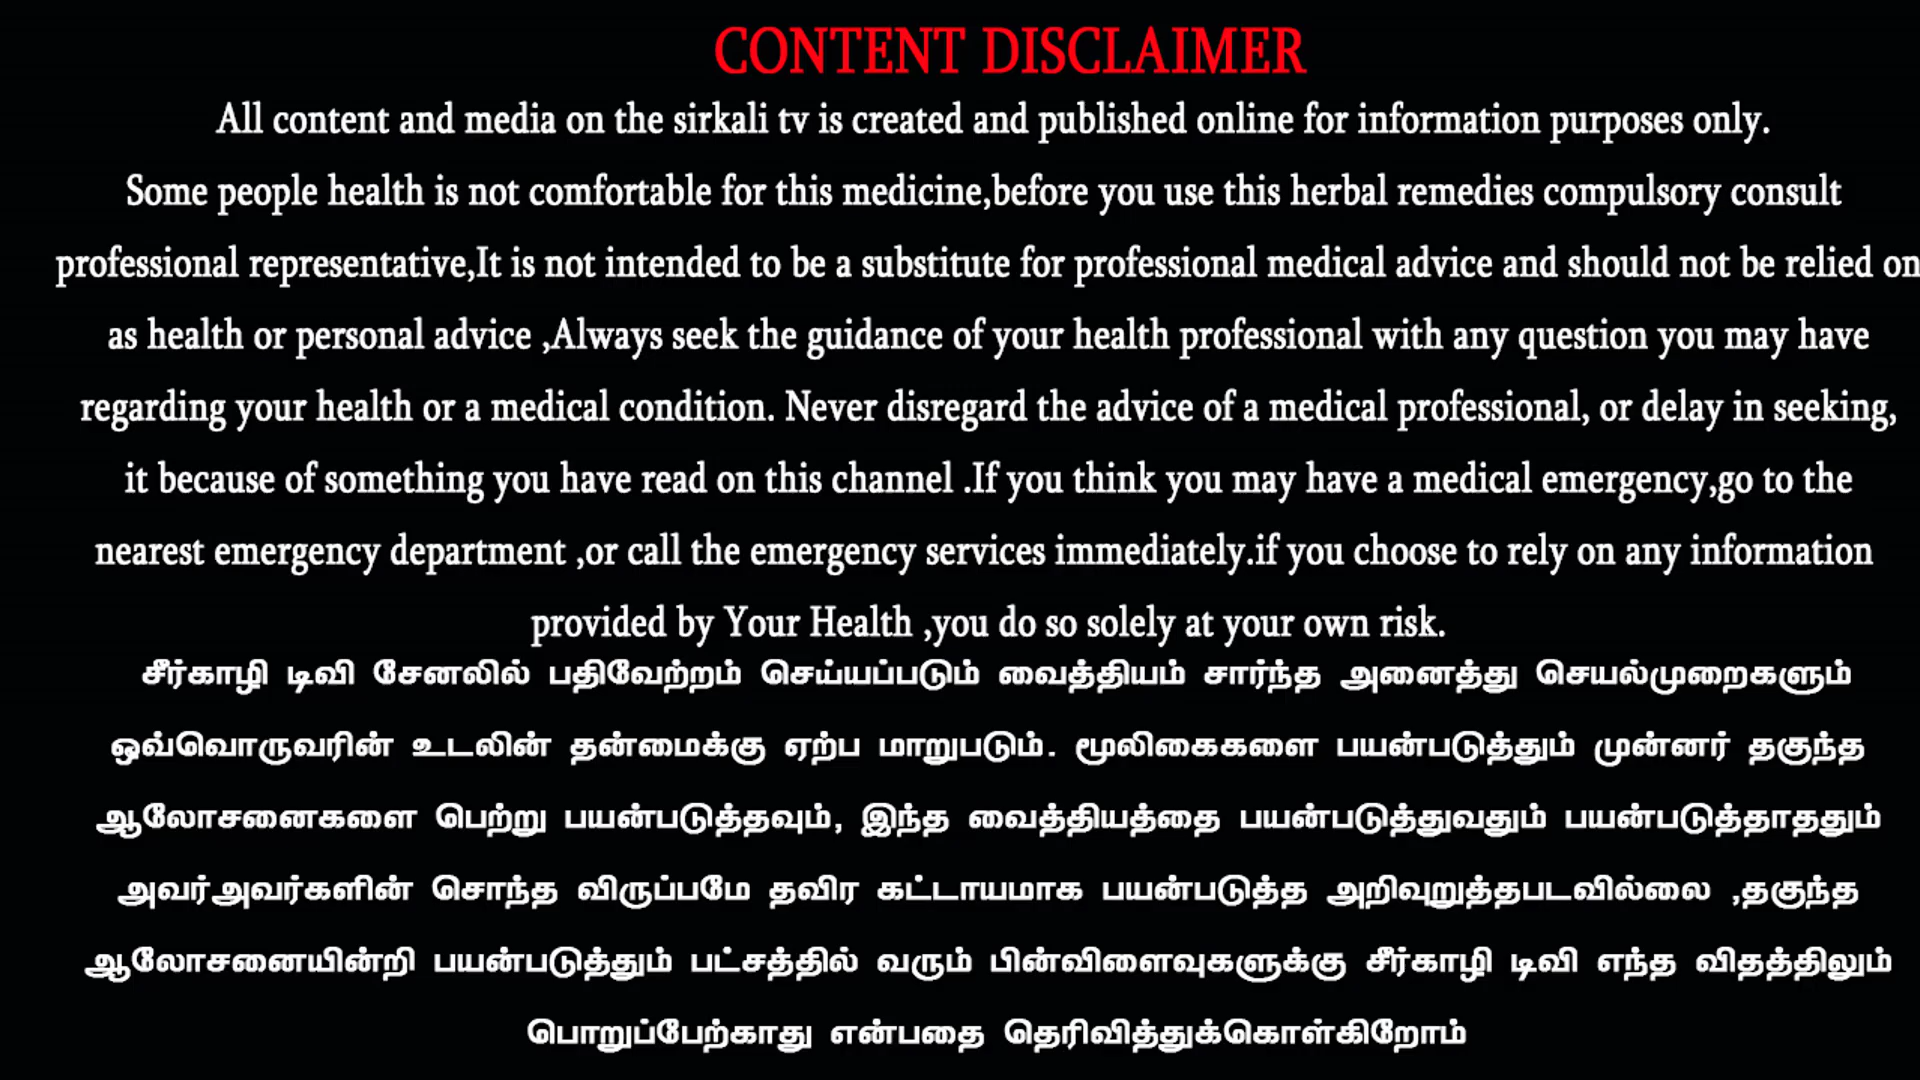 CONTENT DISCLAIMER
All content and media on the sirkali tv is created and published online for information purposes only.
Some people health is not comfortable for this medicine,before you use this herbal remedies compulsory consult
professional representative,It is not intended to be a substitute for professional medical advice and should not be relied on
as health or personal advice ,Always seek the guidance of your health professional with any question you may have
regarding your health or a medical condition. Never disregard the advice of a medical professional, or delay in seeking,
it because of something you have read on this channel .If you think you may have a medical emergency,go to the
nearest emergency department ,or call the emergency services immediately.if you choose to rely on any information
provided by Your Health ,you do so solely at your own risk.
சீர்காழி டிவி சேனலில் பதிவேற்றம் செய்யப்படும் வைத்தியம் சார்ந்த அனைத்து செயல்முறைகளும்
ஒவ்வொருவரின் உடலின் தன்மைக்கு ஏற்ப மாறுபடும். மூலிகைகளை பயன்படுத்தும் முன்னர் தகுந்த
ஆலோசனைகளை பெற்று பயன்படுத்தவும், இந்த வைத்தியத்தை பயன்படுத்துவதும் பயன்படுத்தாததும்
அவர்அவர்களின் சொந்த விருப்பமே தவிர கட்டாயமாக பயன்படுத்த அறிவுறுத்தபடவில்லை ,தகுந்த
ஆலோசனையின்றி பயன்படுத்தும் பட்சத்தில் வரும் பின்விளைவுகளுக்கு சீர்காழி டிவி எந்த விதத்திலும்
பொறுப்பேற்காது என்பதை தெரிவித்துக்கொள்கிறோம்